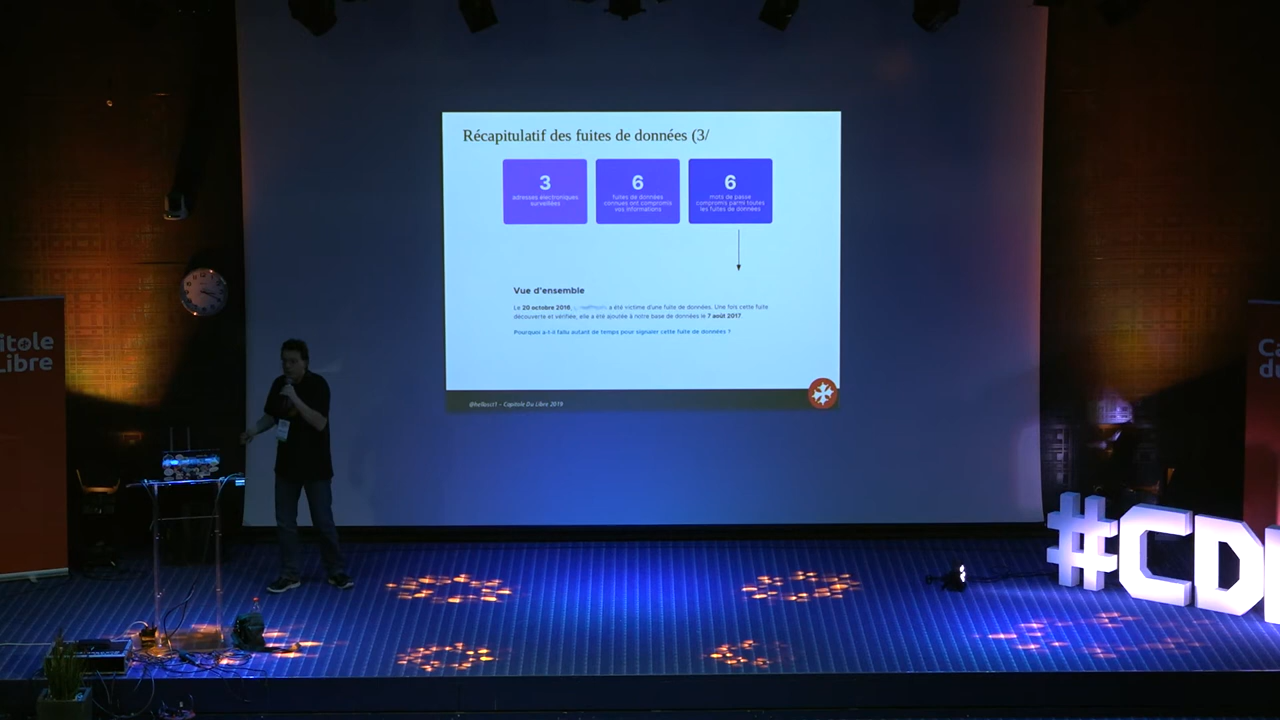 Récapitulatif des fuites de données (3/
3
adresses électroniques
surveillées
6
fuites de données
connues ont compromis
vos informations
6
mots de passe
compromis parmi toutes
les fuites de données
Vue d'ensemble
Le 20 octobre 2016, a été victime d'une fuite de données. Une fois cette fuite
découverte et vérifiée, elle a été ajoutée à notre base de données le 7 août 2017.
Pourquoi a-t-il fallu autant de temps pour signaler cette fuite de données ?
@hellosct1 – Capitole Du Libre 2019
itole
Libre
Ca
du
#CD